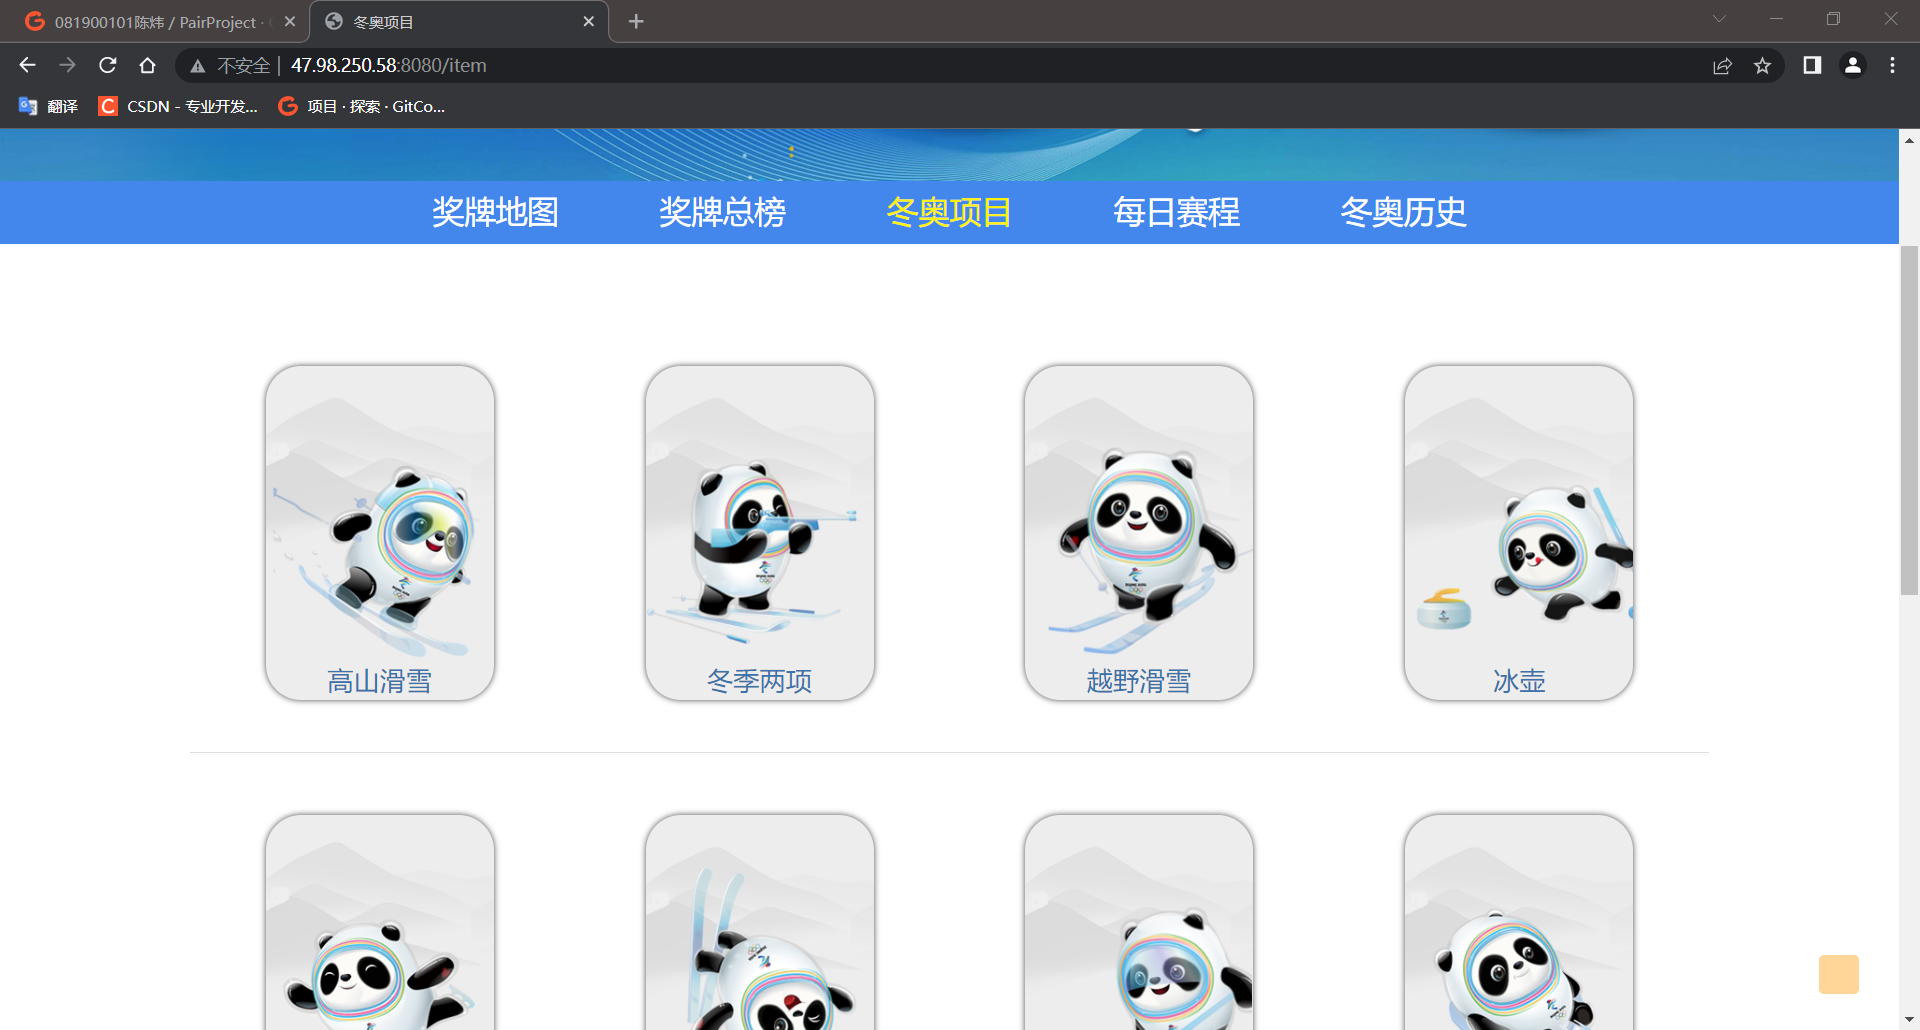 081900101陈炜 / PairProject ·
冬奥项目
不安全 | 47.98.250.58:8080/item
翻译
CSDN - 专业开发...
项目 · 探索 · GitCo...
奖牌地图
奖牌总榜
冬奥项目
每日赛程
冬奥历史
高山滑雪
冬季两项
越野滑雪
冰壶